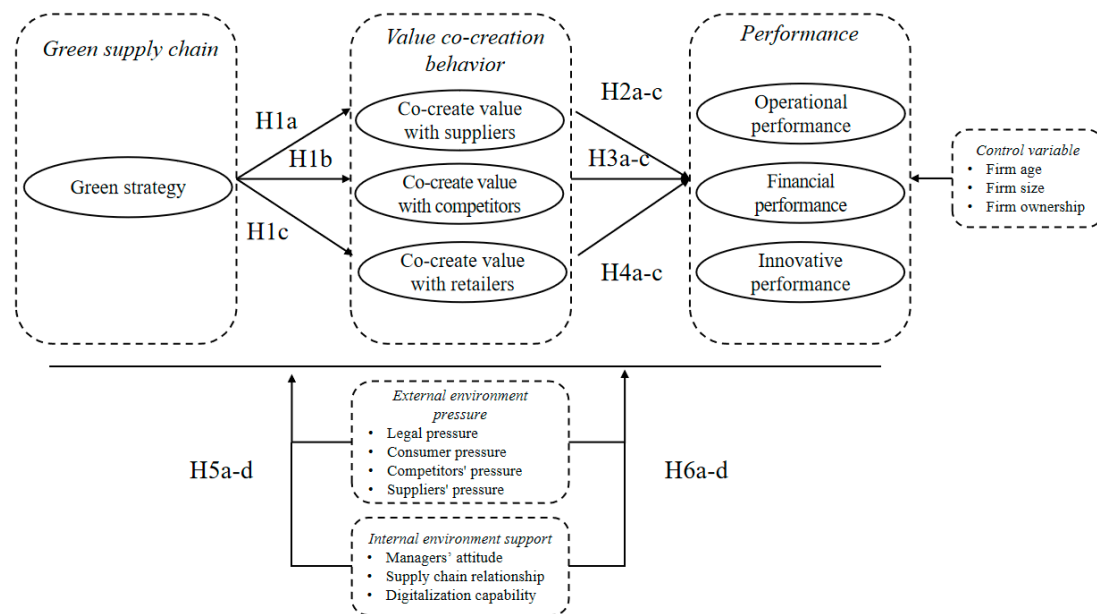 Green supply chain
Green strategy
H1a
H1b
H1c
Value co-creation
behavior
Co-create value
with suppliers
Co-create value
with competitors
Co-create value
with retailers
H2a-c
H3a-c
H4a-c
Performance
Operational
performance
Financial
performance
Innovative
performance
Control variable
• Firm age
• Firm size
• Firm ownership
H5a-d
External environment
pressure
• Legal pressure
• Consumer pressure
• Competitors' pressure
• Suppliers' pressure
H6a-d
Internal environment support
• Managers’ attitude
• Supply chain relationship
• Digitalization capability